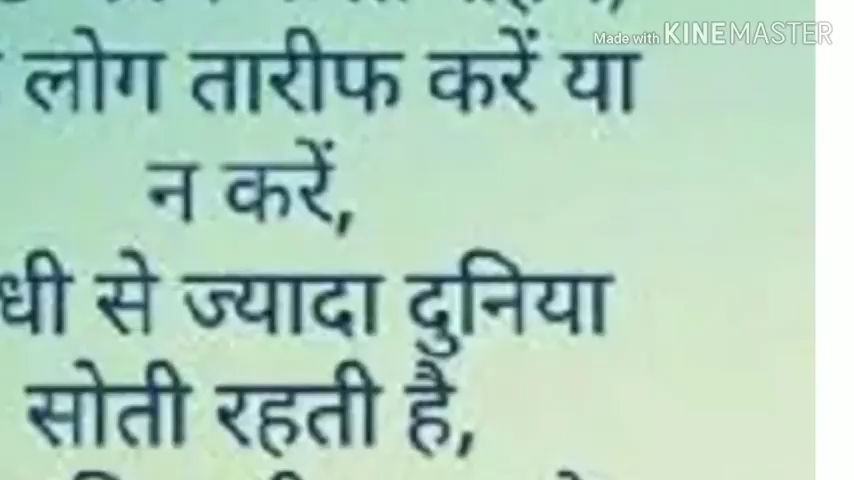 Made with KINEMASTER
लोग तारीफ करें या
न करें,
धी से ज्यादा दुनिया
सोती रहती है,